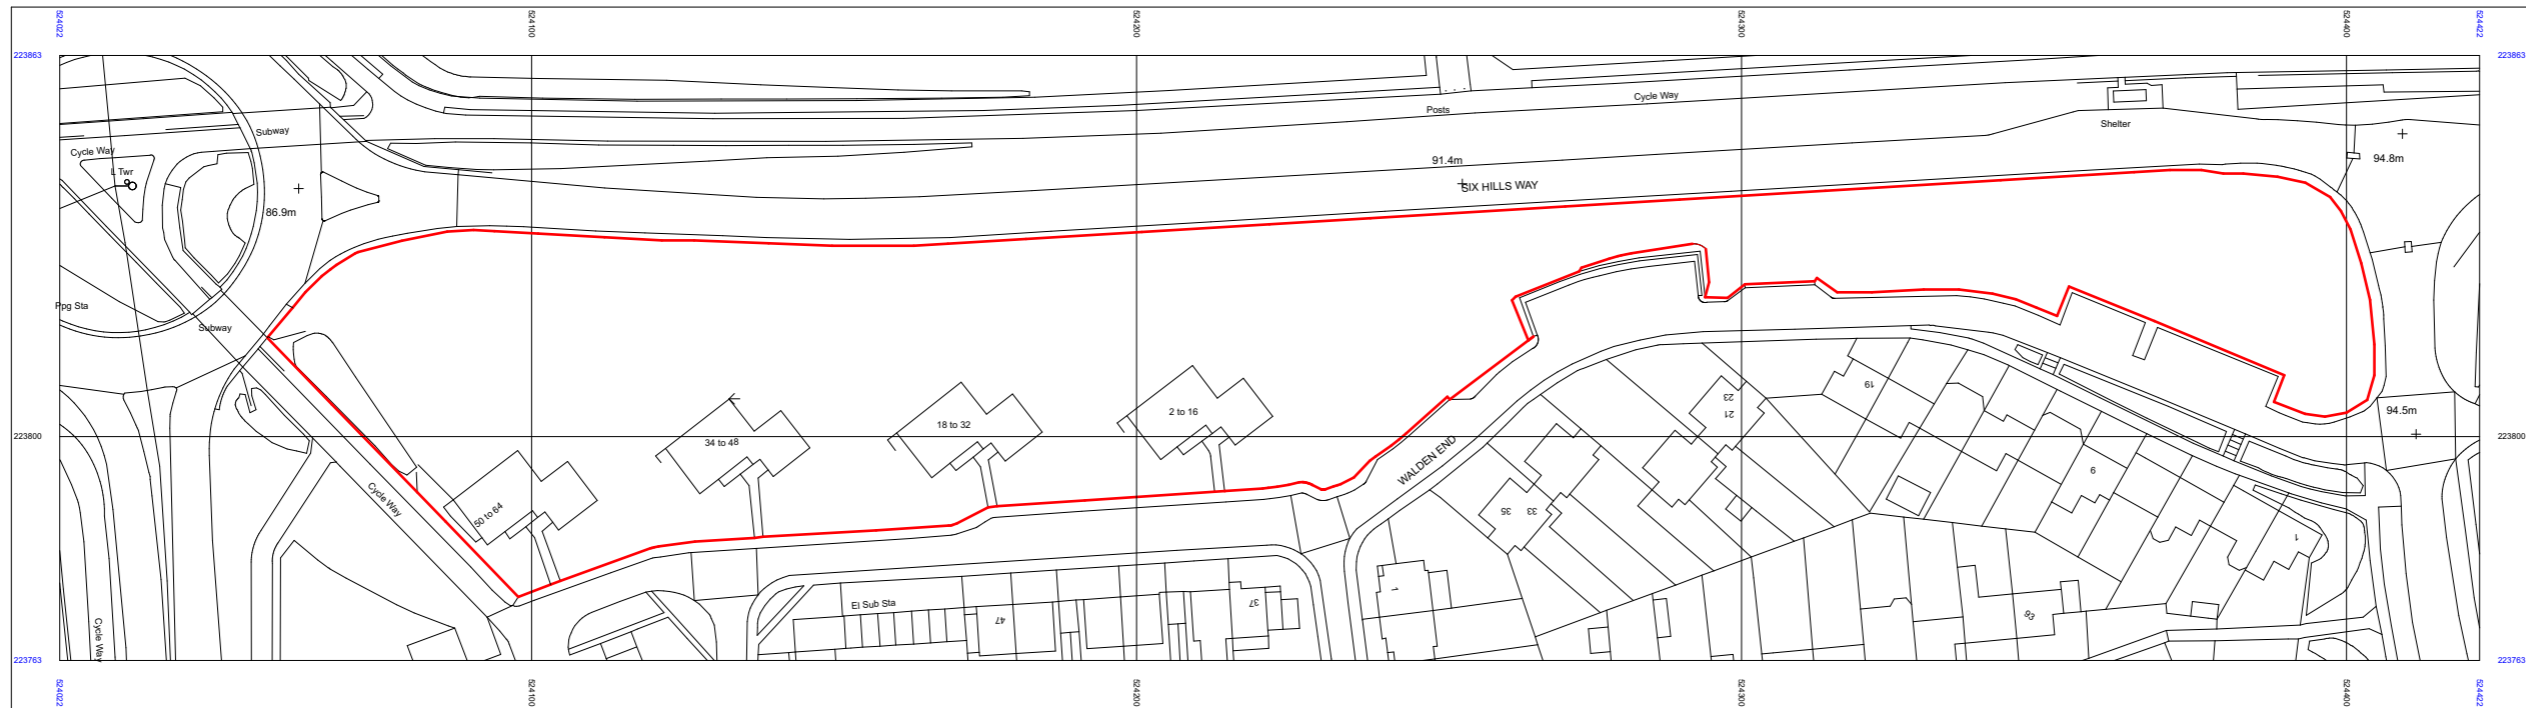 524022
524100
524200
524300
524400
524422
223863
223863
Subway
Cycle Way
L Twr
86.9m
Ppg Sta
Subway
Posts
Cycle Way
Shelter
91.4m
SIX HILLS WAY
94.8m
94.5m
2 to 16
18 to 32
34 to 48
50 to 64
223800
223800
WALDEN END
19
23
21
9
35
33
1
1
Cycle Way
Cycle Way
El Sub Sta
47
37
83
223763
223763
524022
524100
524200
524300
524400
524422